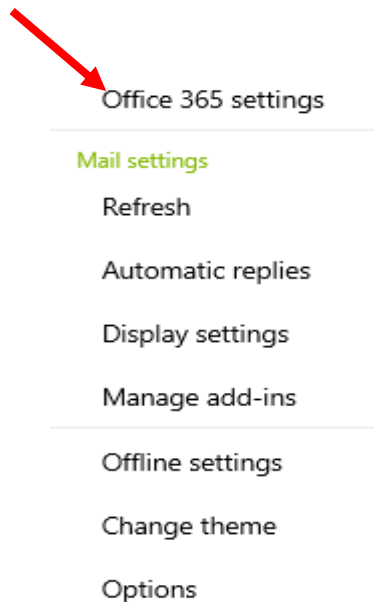 Office 365 settings
Mail settings
Refresh
Automatic replies
Display settings
Manage add-ins
Offline settings
Change theme
Options